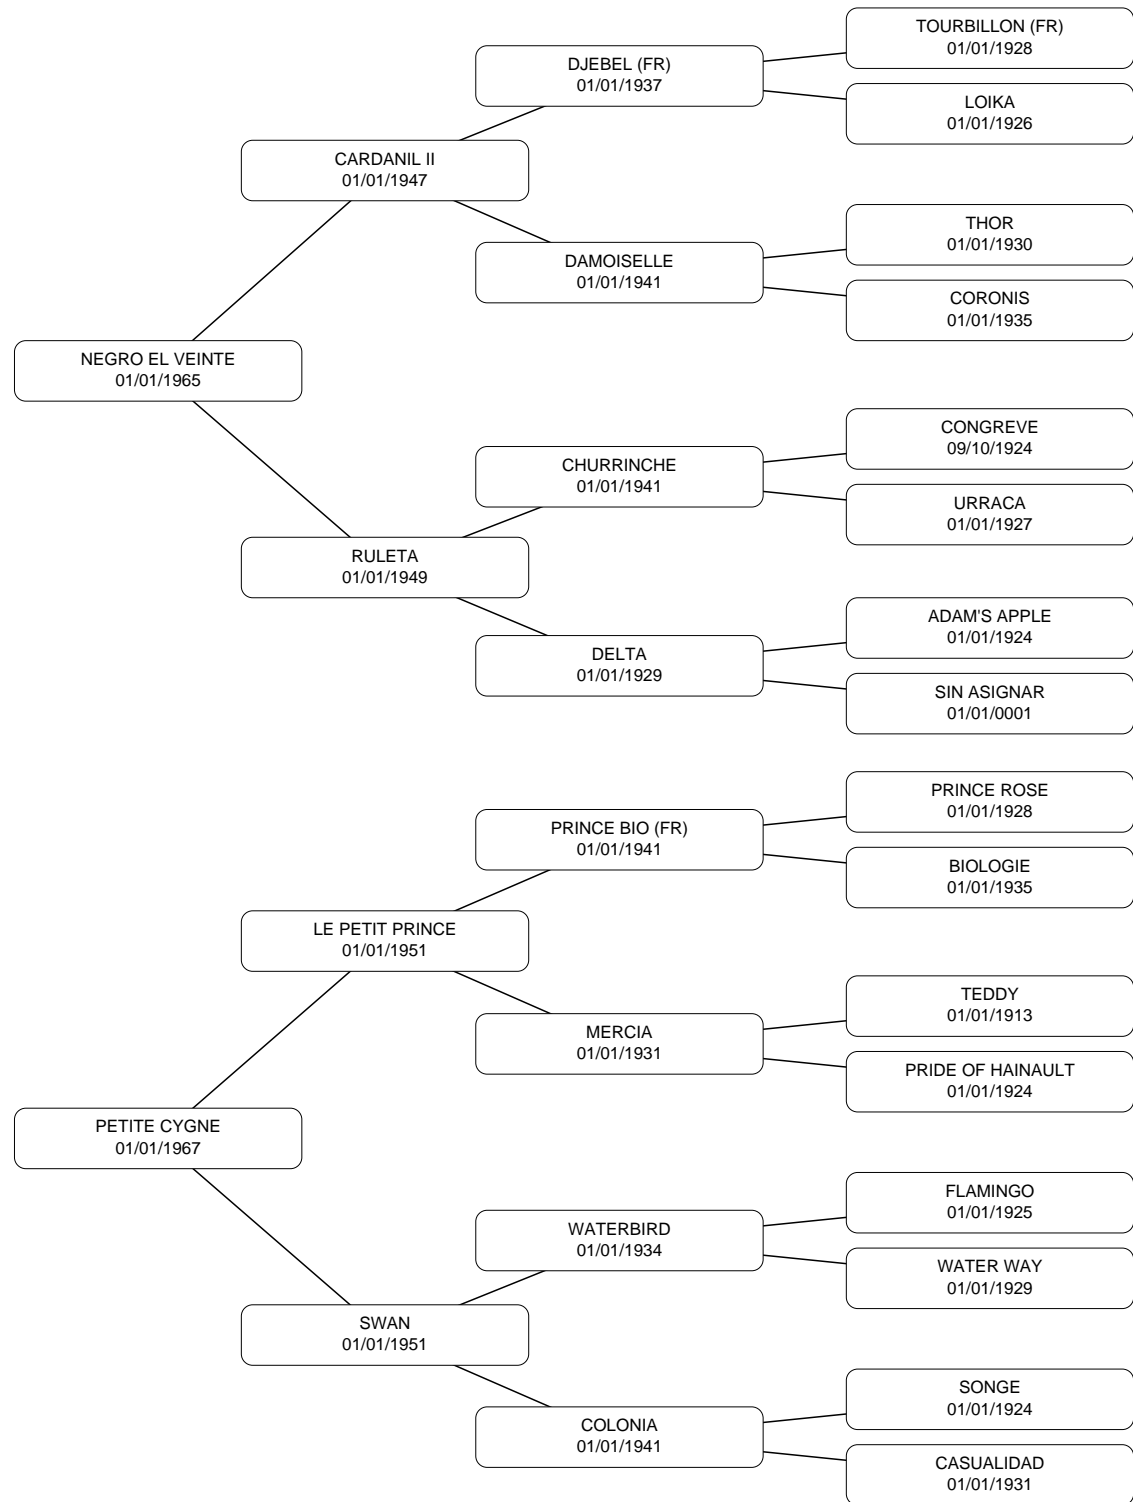 TOURBILLON (FR)
01/01/1928
DJEBEL (FR)
01/01/1937
LOIKA
01/01/1926
CARDANIL II
01/01/1947
THOR
01/01/1930
DAMOISELLE
01/01/1941
CORONIS
01/01/1935
NEGRO EL VEINTE
01/01/1965
CONGREVE
09/10/1924
CHURRINCHE
01/01/1941
URRACA
01/01/1927
RULETA
01/01/1949
ADAM'S APPLE
01/01/1924
DELTA
01/01/1929
SIN ASIGNAR
01/01/0001
PRINCE ROSE
01/01/1928
PRINCE BIO (FR)
01/01/1941
BIOLOGIE
01/01/1935
LE PETIT PRINCE
01/01/1951
TEDDY
01/01/1913
MERCIA
01/01/1931
PRIDE OF HAINAULT
01/01/1924
PETITE CYGNE
01/01/1967
FLAMINGO
01/01/1925
WATERBIRD
01/01/1934
WATER WAY
01/01/1929
SWAN
01/01/1951
SONGE
01/01/1924
COLONIA
01/01/1941
CASUALIDAD
01/01/1931